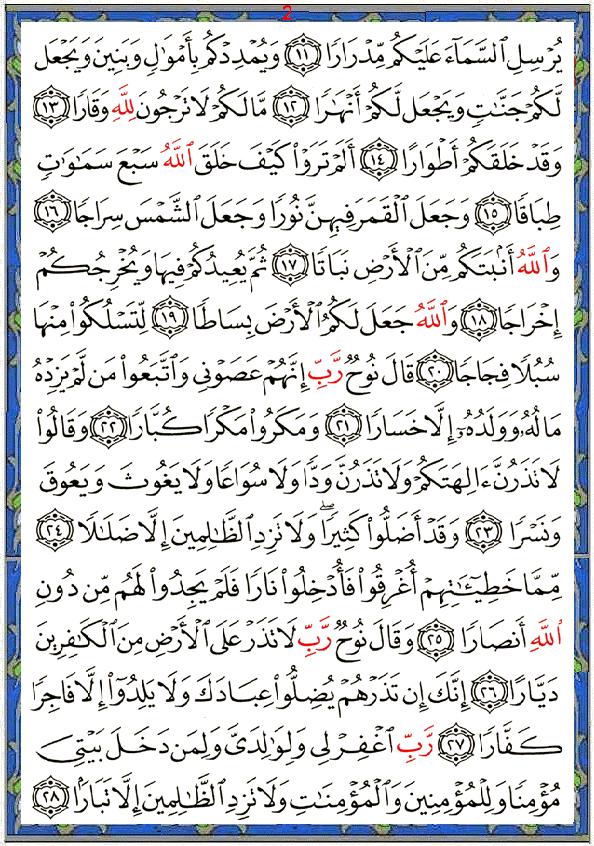 2
يُرْسِلِ ٱلسَّمَآءَ عَلَيْكُم مِّدْرَارًا ١١ وَيُمْدِدْكُم بِأَمْوَٰلٍ وَبَنِينَ وَيَجْعَل
لَّكُمْ جَنَّٰتٍ وَيَجْعَل لَّكُمْ أَنْهَٰرًا ١٢ مَّا لَكُمْ لَا تَرْجُونَ لِلَّهِ وَقَارًا ١٣
وَقَدْ خَلَقَكُمْ أَطْوَارًا ١٤ أَلَمْ تَرَوْا۟ كَيْفَ خَلَقَ ٱللَّهُ سَبْعَ سَمَٰوَٰتٍ
طِبَاقًا ١٥ وَجَعَلَ ٱلْقَمَرَ فِيهِنَّ نُورًا وَجَعَلَ ٱلشَّمْسَ سِرَاجًا ١٦
وَٱللَّهُ أَنۢبَتَكُم مِّنَ ٱلْأَرْضِ نَبَاتًا ١٧ ثُمَّ يُعِيدُكُمْ فِيهَا وَيُخْرِجُكُمْ
إِخْرَاجًا ١٨ وَٱللَّهُ جَعَلَ لَكُمُ ٱلْأَرْضَ بِسَاطًا ١٩ لِّتَسْلُكُوا۟ مِنْهَا
سُبُلًا فِجَاجًا ٢٠ قَالَ نُوحٌ رَّبِّ إِنَّهُمْ عَصَوْنِى وَٱتَّبَعُوا۟ مَن لَّمْ يَزِدْهُ
مَالُهُۥ وَوَلَدُهُۥٓ إِلَّا خَسَارًا ٢١ وَمَكَرُوا۟ مَكْرًا كُبَّارًا ٢٢ وَقَالُوا۟
لَا تَذَرُنَّ ءَالِهَتَكُمْ وَلَا تَذَرُنَّ وَدًّا وَلَا سُوَاعًا وَلَا يَغُوثَ وَيَعُوقَ
وَنَسْرًا ٢٣ وَقَدْ أَضَلُّوا۟ كَثِيرًا ۖ وَلَا تَزِدِ ٱلظَّٰلِمِينَ إِلَّا ضَلَٰلًا ٢٤
مِّمَّا خَطِيٓـَٰٔتِهِمْ أُغْرِقُوا۟ فَأُدْخِلُوا۟ نَارًا فَلَمْ يَجِدُوا۟ لَهُم مِّن دُونِ
ٱللَّهِ أَنصَارًا ٢٥ وَقَالَ نُوحٌ رَّبِّ لَا تَذَرْ عَلَى ٱلْأَرْضِ مِنَ ٱلْكَٰفِرِينَ
دَيَّارًا ٢٦ إِنَّكَ إِن تَذَرْهُمْ يُضِلُّوا۟ عِبَادَكَ وَلَا يَلِدُوٓا۟ إِلَّا فَاجِرًا
كَفَّارًا ٢٧ رَّبِّ ٱغْفِرْ لِى وَلِوَٰلِدَىَّ وَلِمَن دَخَلَ بَيْتِىَ
مُؤْمِنًا وَلِلْمُؤْمِنِينَ وَٱلْمُؤْمِنَٰتِ وَلَا تَزِدِ ٱلظَّٰلِمِينَ إِلَّا تَبَارًۢا ٢٨